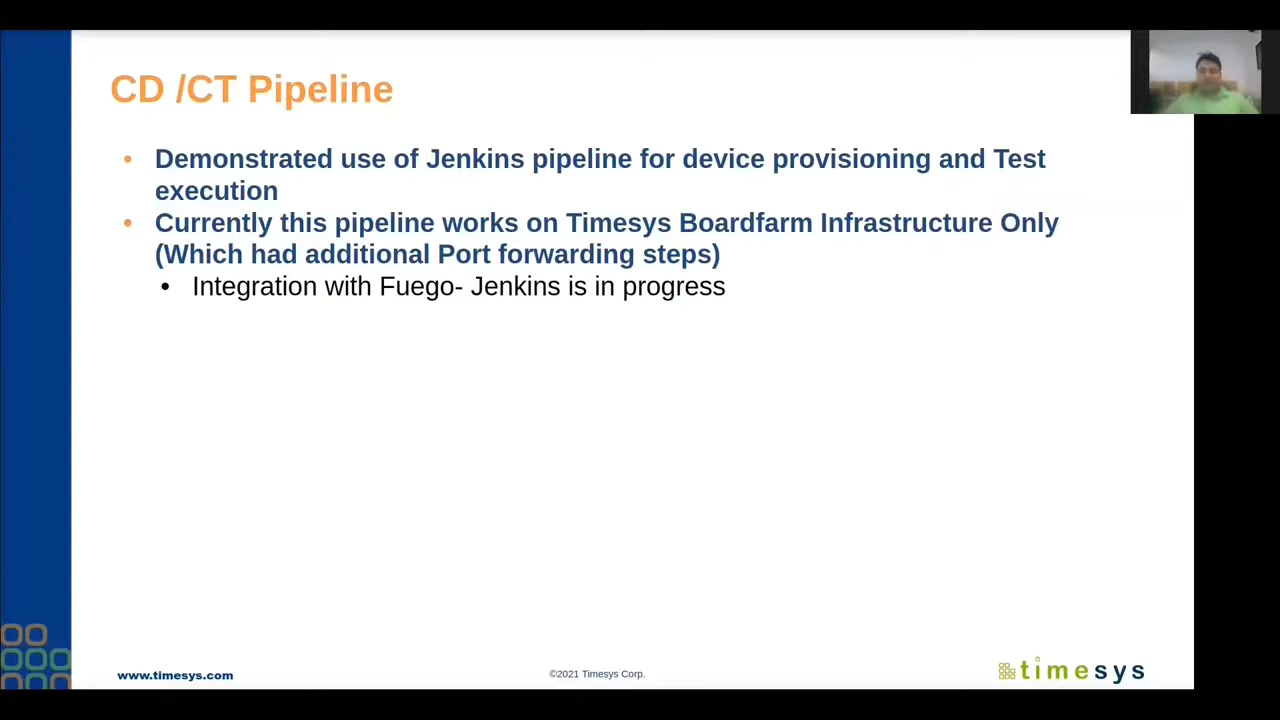 CD /CT Pipeline
• Demonstrated use of Jenkins pipeline for device provisioning and Test
execution
• Currently this pipeline works on Timesys Boardfarm Infrastructure Only
(Which had additional Port forwarding steps)
• Integration with Fuego- Jenkins is in progress
www.timesys.com
©2021 Timesys Corp.
timesys